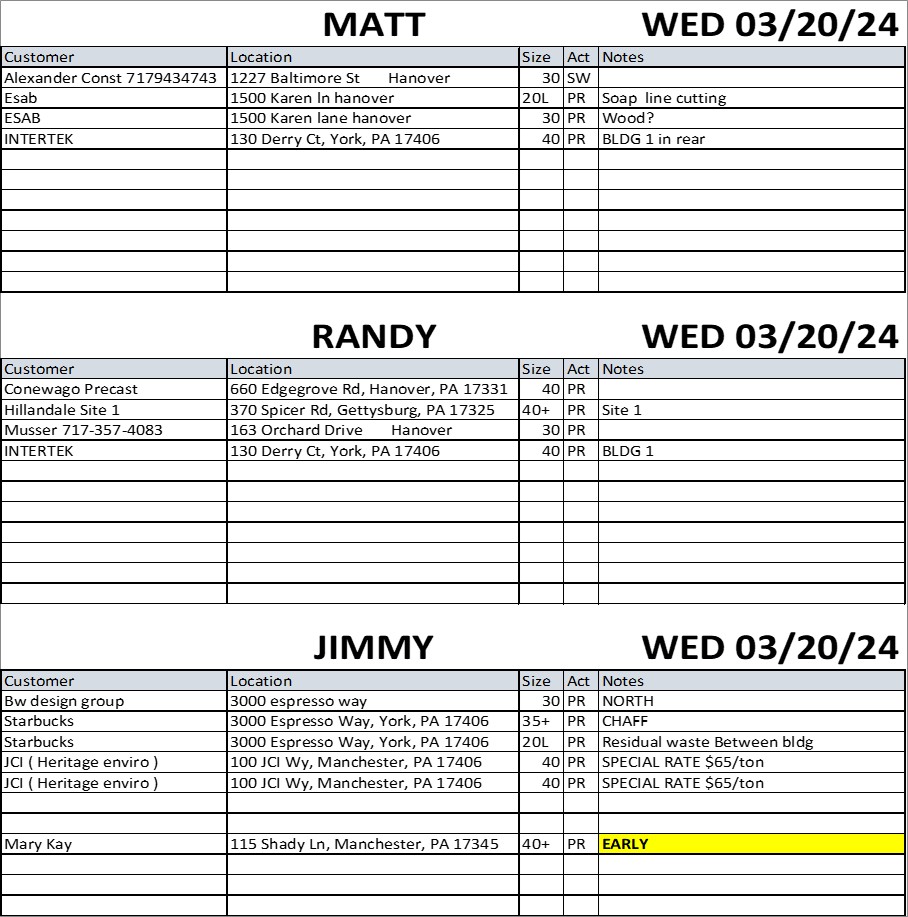 MATT WED 03/20/24
Customer Location Size Act Notes
Alexander Const 7179434743 1227 Baltimore St Hanover 30 SW
Esab 1500 Karen ln hanover 20L PR Soap line cutting
ESAB 1500 Karen lane hanover 30 PR Wood?
INTERTEK 130 Derry Ct, York, PA 17406 40 PR BLDG 1 in rear
RANDY WED 03/20/24
Customer Location Size Act Notes
Conewago Precast 660 Edgegrove Rd, Hanover, PA 17331 40 PR
Hillandale Site 1 370 Spicer Rd, Gettysburg, PA 17325 40+ PR Site 1
Musser 717-357-4083 163 Orchard Drive Hanover 30 PR
INTERTEK 130 Derry Ct, York, PA 17406 40 PR BLDG 1
JIMMY WED 03/20/24
Customer Location Size Act Notes
Bw design group 3000 espresso way 30 PR NORTH
Starbucks 3000 Espresso Way, York, PA 17406 35+ PR CHAFF
Starbucks 3000 Espresso Way, York, PA 17406 20L PR Residual waste Between bldg
JCI ( Heritage enviro ) 100 JCI Wy, Manchester, PA 17406 40 PR SPECIAL RATE $65/ton
JCI ( Heritage enviro ) 100 JCI Wy, Manchester, PA 17406 40 PR SPECIAL RATE $65/ton
Mary Kay 115 Shady Ln, Manchester, PA 17345 40+ PR EARLY